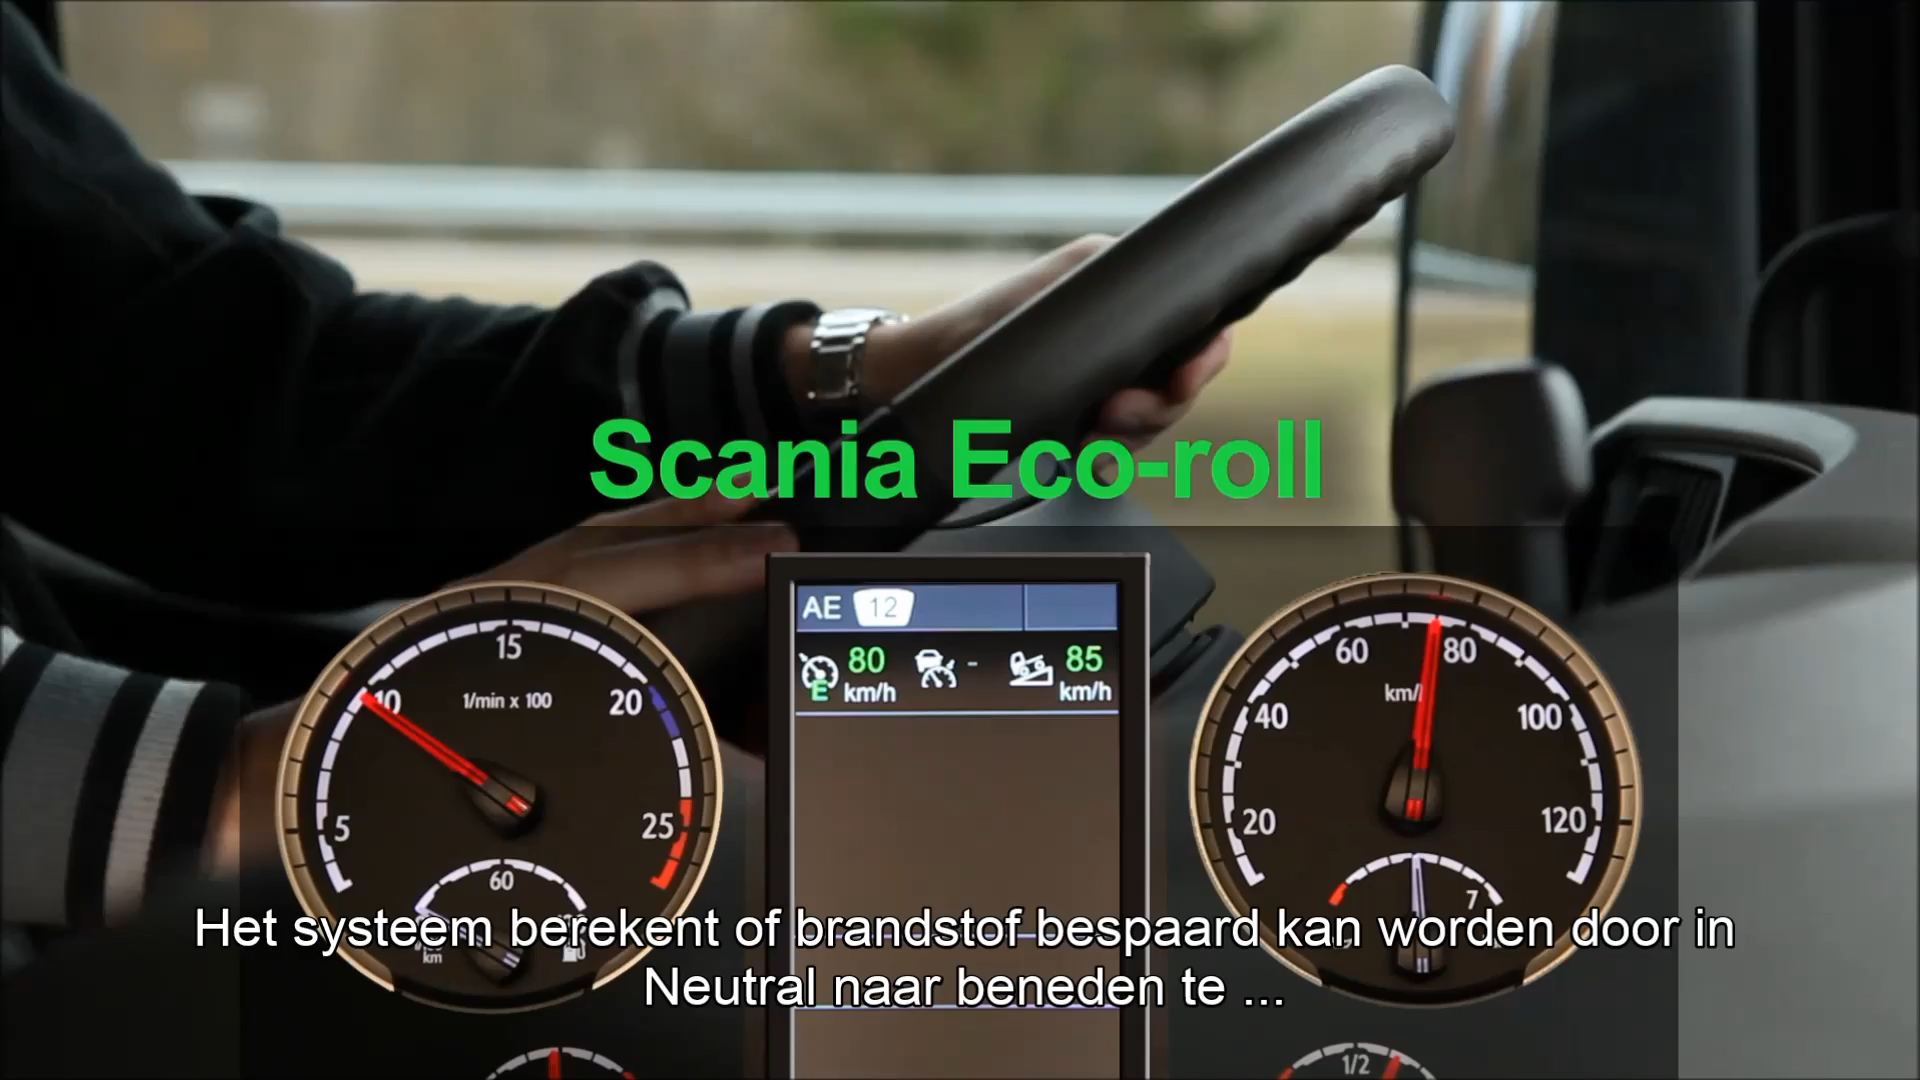 Scania Eco-roll
AE 12
80 km/h - 85 km/h
5 10 15 20 25
1/min x 100
60
km
20 40 60 80 100 120
km/
7
1/2
Het systeem berekent of brandstof bespaard kan worden door in
Neutral naar beneden te ...